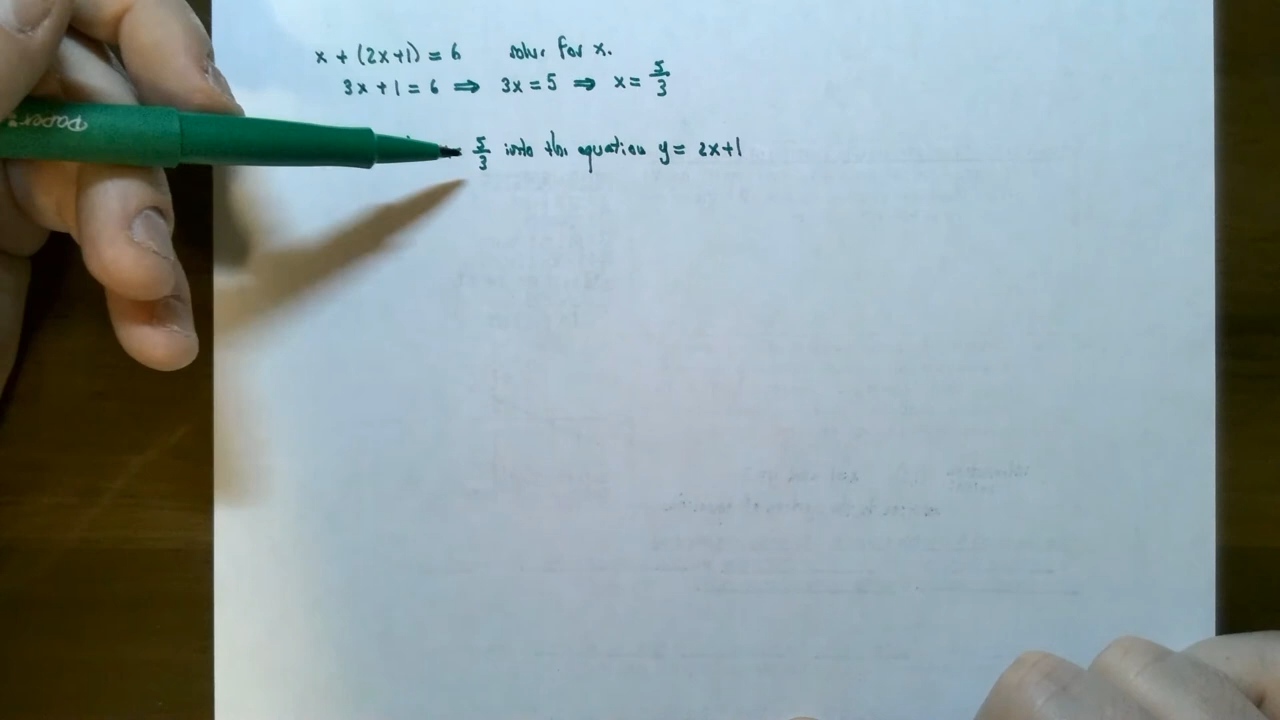 x + (2x+1) = 6 solve for x.
3x + 1 = 6 ⇒ 3x = 5 ⇒ x = 5/3
5/3 into the equation y = 2x+1
Paper